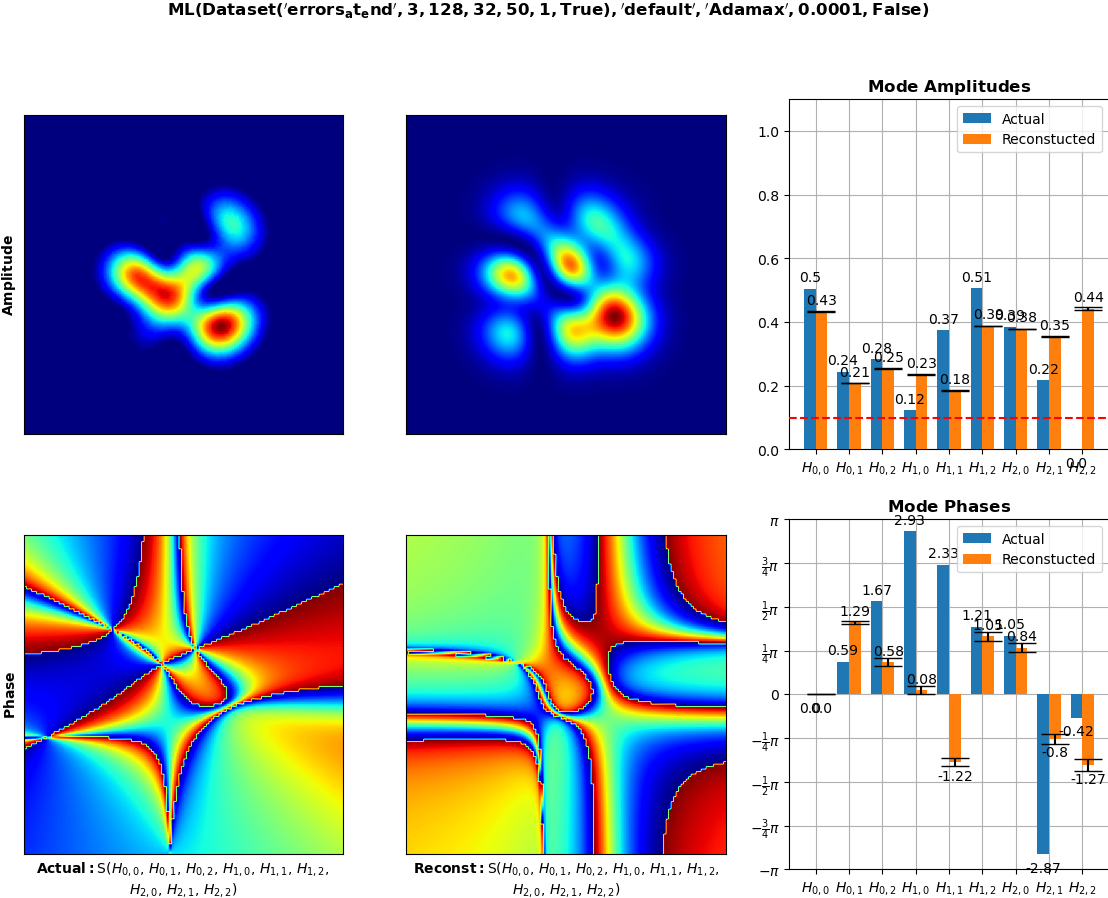 ML(Dataset('errors_at_end', 3, 128, 32, 50, 1, True), 'default', 'Adamax', 0.0001, False)
Mode Amplitudes
Actual
Reconstucted
1.0
0.8
0.6
0.4
0.2
0.0
0.5
0.43
0.24
0.21
0.28
0.25
0.12
0.23
0.37
0.18
0.51
0.39
0.39
0.38
0.22
0.35
0.0
0.44
H0,0 H0,1 H0,2 H1,0 H1,1 H1,2 H2,0 H2,1 H2,2
Amplitude
Mode Phases
Actual
Reconstucted
π
3/4π
1/2π
1/4π
0
−1/4π
−1/2π
−3/4π
−π
0.0
0.0
0.59
1.29
1.67
0.58
2.93
0.08
2.33
-1.22
1.21
1.05
1.05
0.84
-2.87
-0.8
-0.42
-1.27
H0,0 H0,1 H0,2 H1,0 H1,1 H1,2 H2,0 H2,1 H2,2
Phase
Actual: S(H0,0, H0,1, H0,2, H1,0, H1,1, H1,2,
H2,0, H2,1, H2,2)
Reconst: S(H0,0, H0,1, H0,2, H1,0, H1,1, H1,2,
H2,0, H2,1, H2,2)